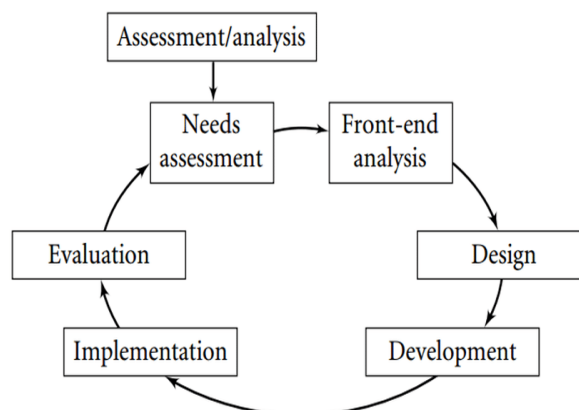 Assessment/analysis
Needs
assessment
Front-end
analysis
Evaluation
Design
Implementation
Development